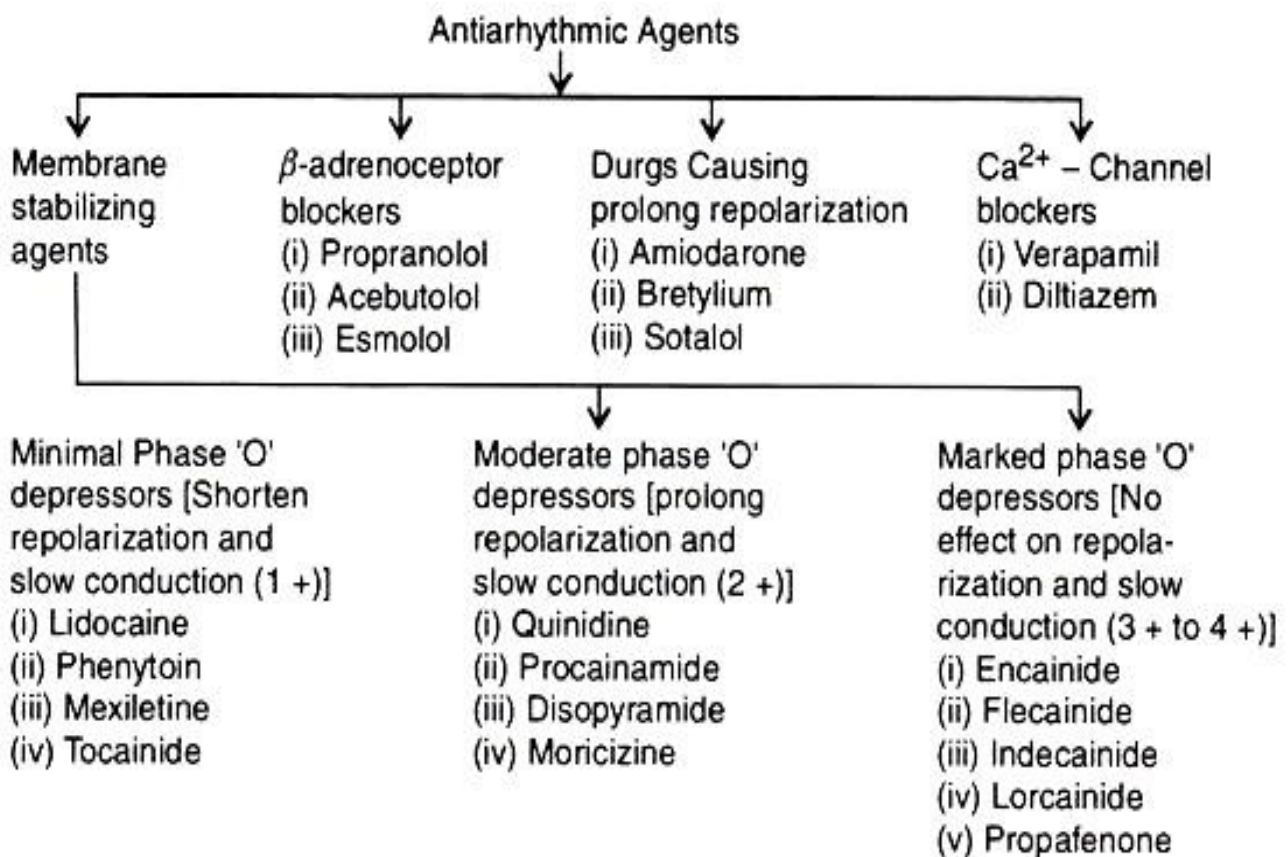 Antiarhythmic Agents
Membrane
stabilizing
agents
β-adrenoceptor
blockers
(i) Propranolol
(ii) Acebutolol
(iii) Esmolol
Durgs Causing
prolong repolarization
(i) Amiodarone
(ii) Bretylium
(iii) Sotalol
Ca²⁺ – Channel
blockers
(i) Verapamil
(ii) Diltiazem
Minimal Phase 'O'
depressors [Shorten
repolarization and
slow conduction (1 +)]
(i) Lidocaine
(ii) Phenytoin
(iii) Mexiletine
(iv) Tocainide
Moderate phase 'O'
depressors [prolong
repolarization and
slow conduction (2 +)]
(i) Quinidine
(ii) Procainamide
(iii) Disopyramide
(iv) Moricizine
Marked phase 'O'
depressors [No
effect on repola-
rization and slow
conduction (3 + to 4 +)]
(i) Encainide
(ii) Flecainide
(iii) Indecainide
(iv) Lorcainide
(v) Propafenone